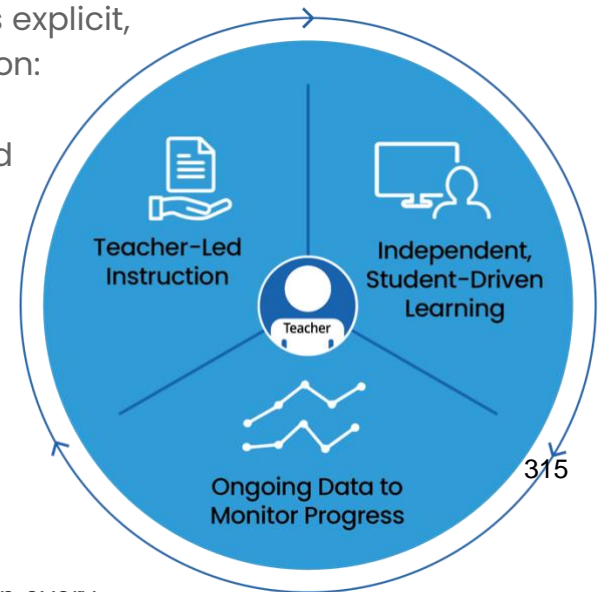 s explicit,
on:
d
Teacher-Led
Instruction
Independent,
Student-Driven
Learning
Teacher
315
Ongoing Data to
Monitor Progress